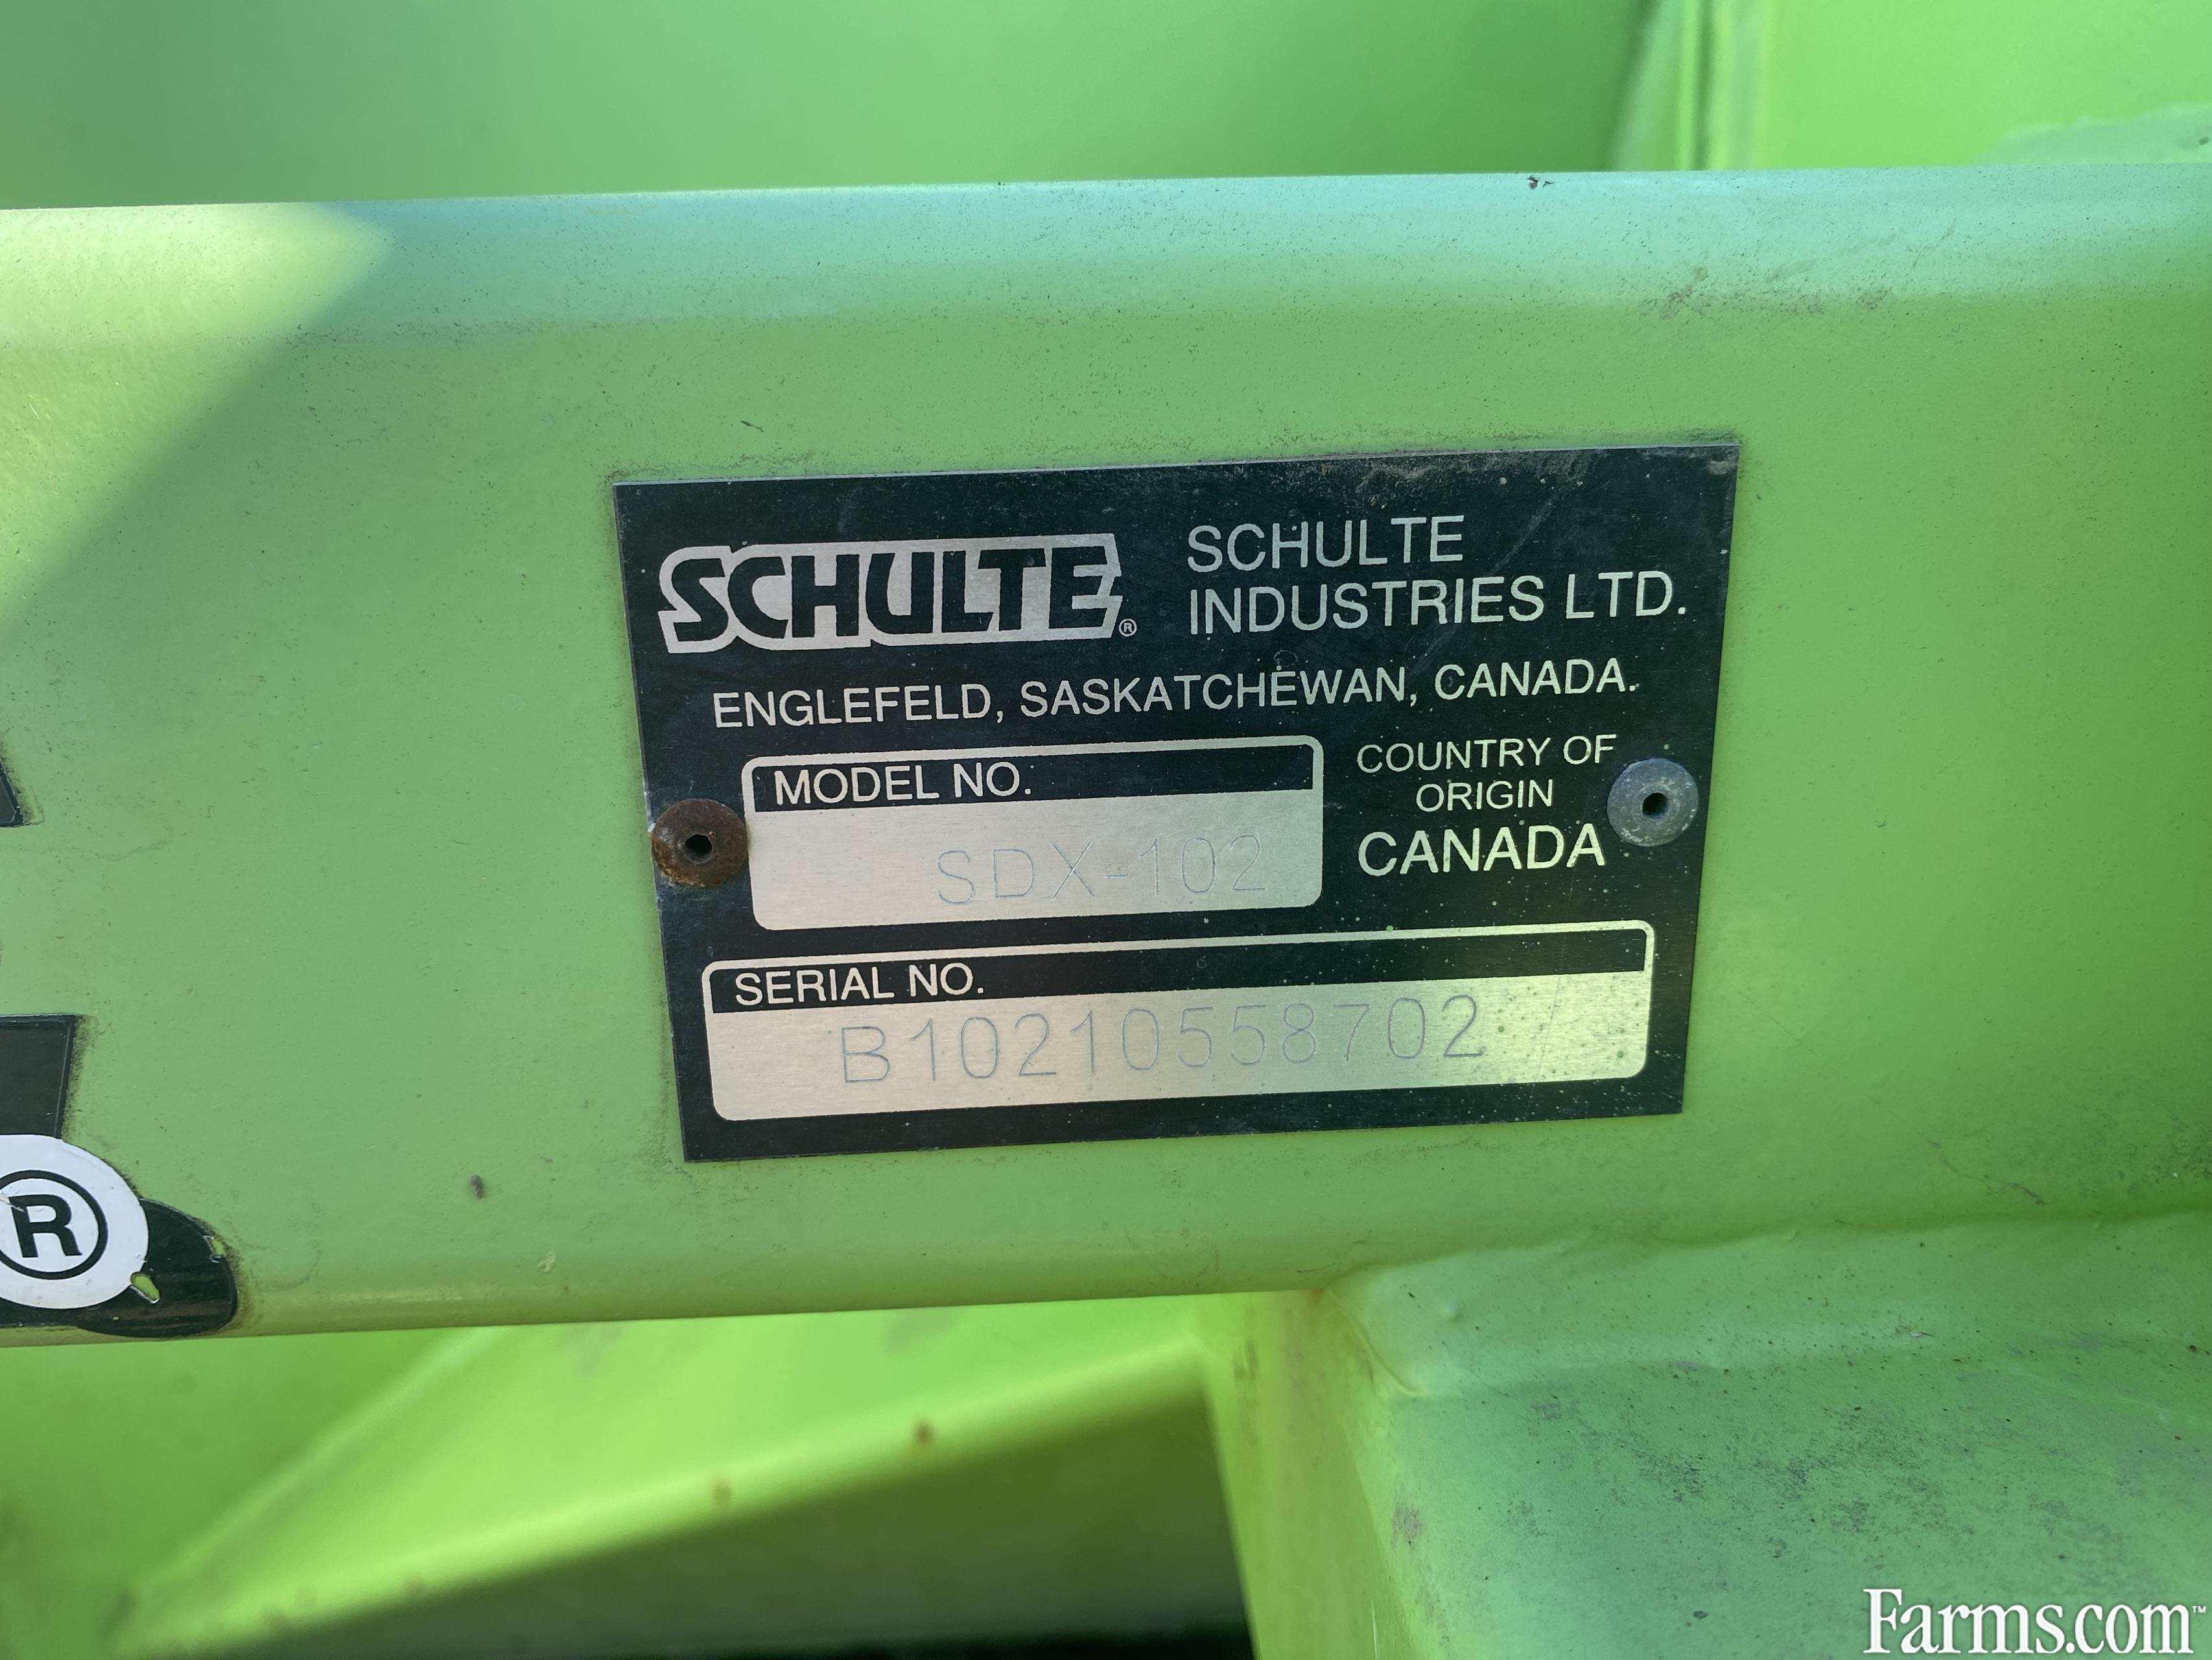 SCHULTE®
SCHULTE
INDUSTRIES LTD.
ENGLEFELD, SASKATCHEWAN, CANADA.
MODEL NO.
SDX-102
COUNTRY OF
ORIGIN
CANADA
SERIAL NO.
B10210558702
®
Farms.com™